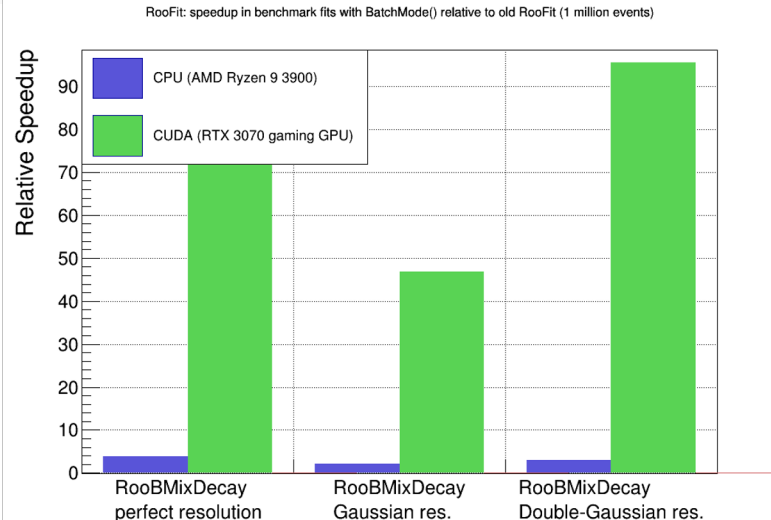 RooFit: speedup in benchmark fits with BatchMode() relative to old RooFit (1 million events)
Relative Speedup
CPU (AMD Ryzen 9 3900)
CUDA (RTX 3070 gaming GPU)
90
80
70
60
50
40
30
20
10
0
RooBMixDecay
perfect resolution
RooBMixDecay
Gaussian res.
RooBMixDecay
Double-Gaussian res.